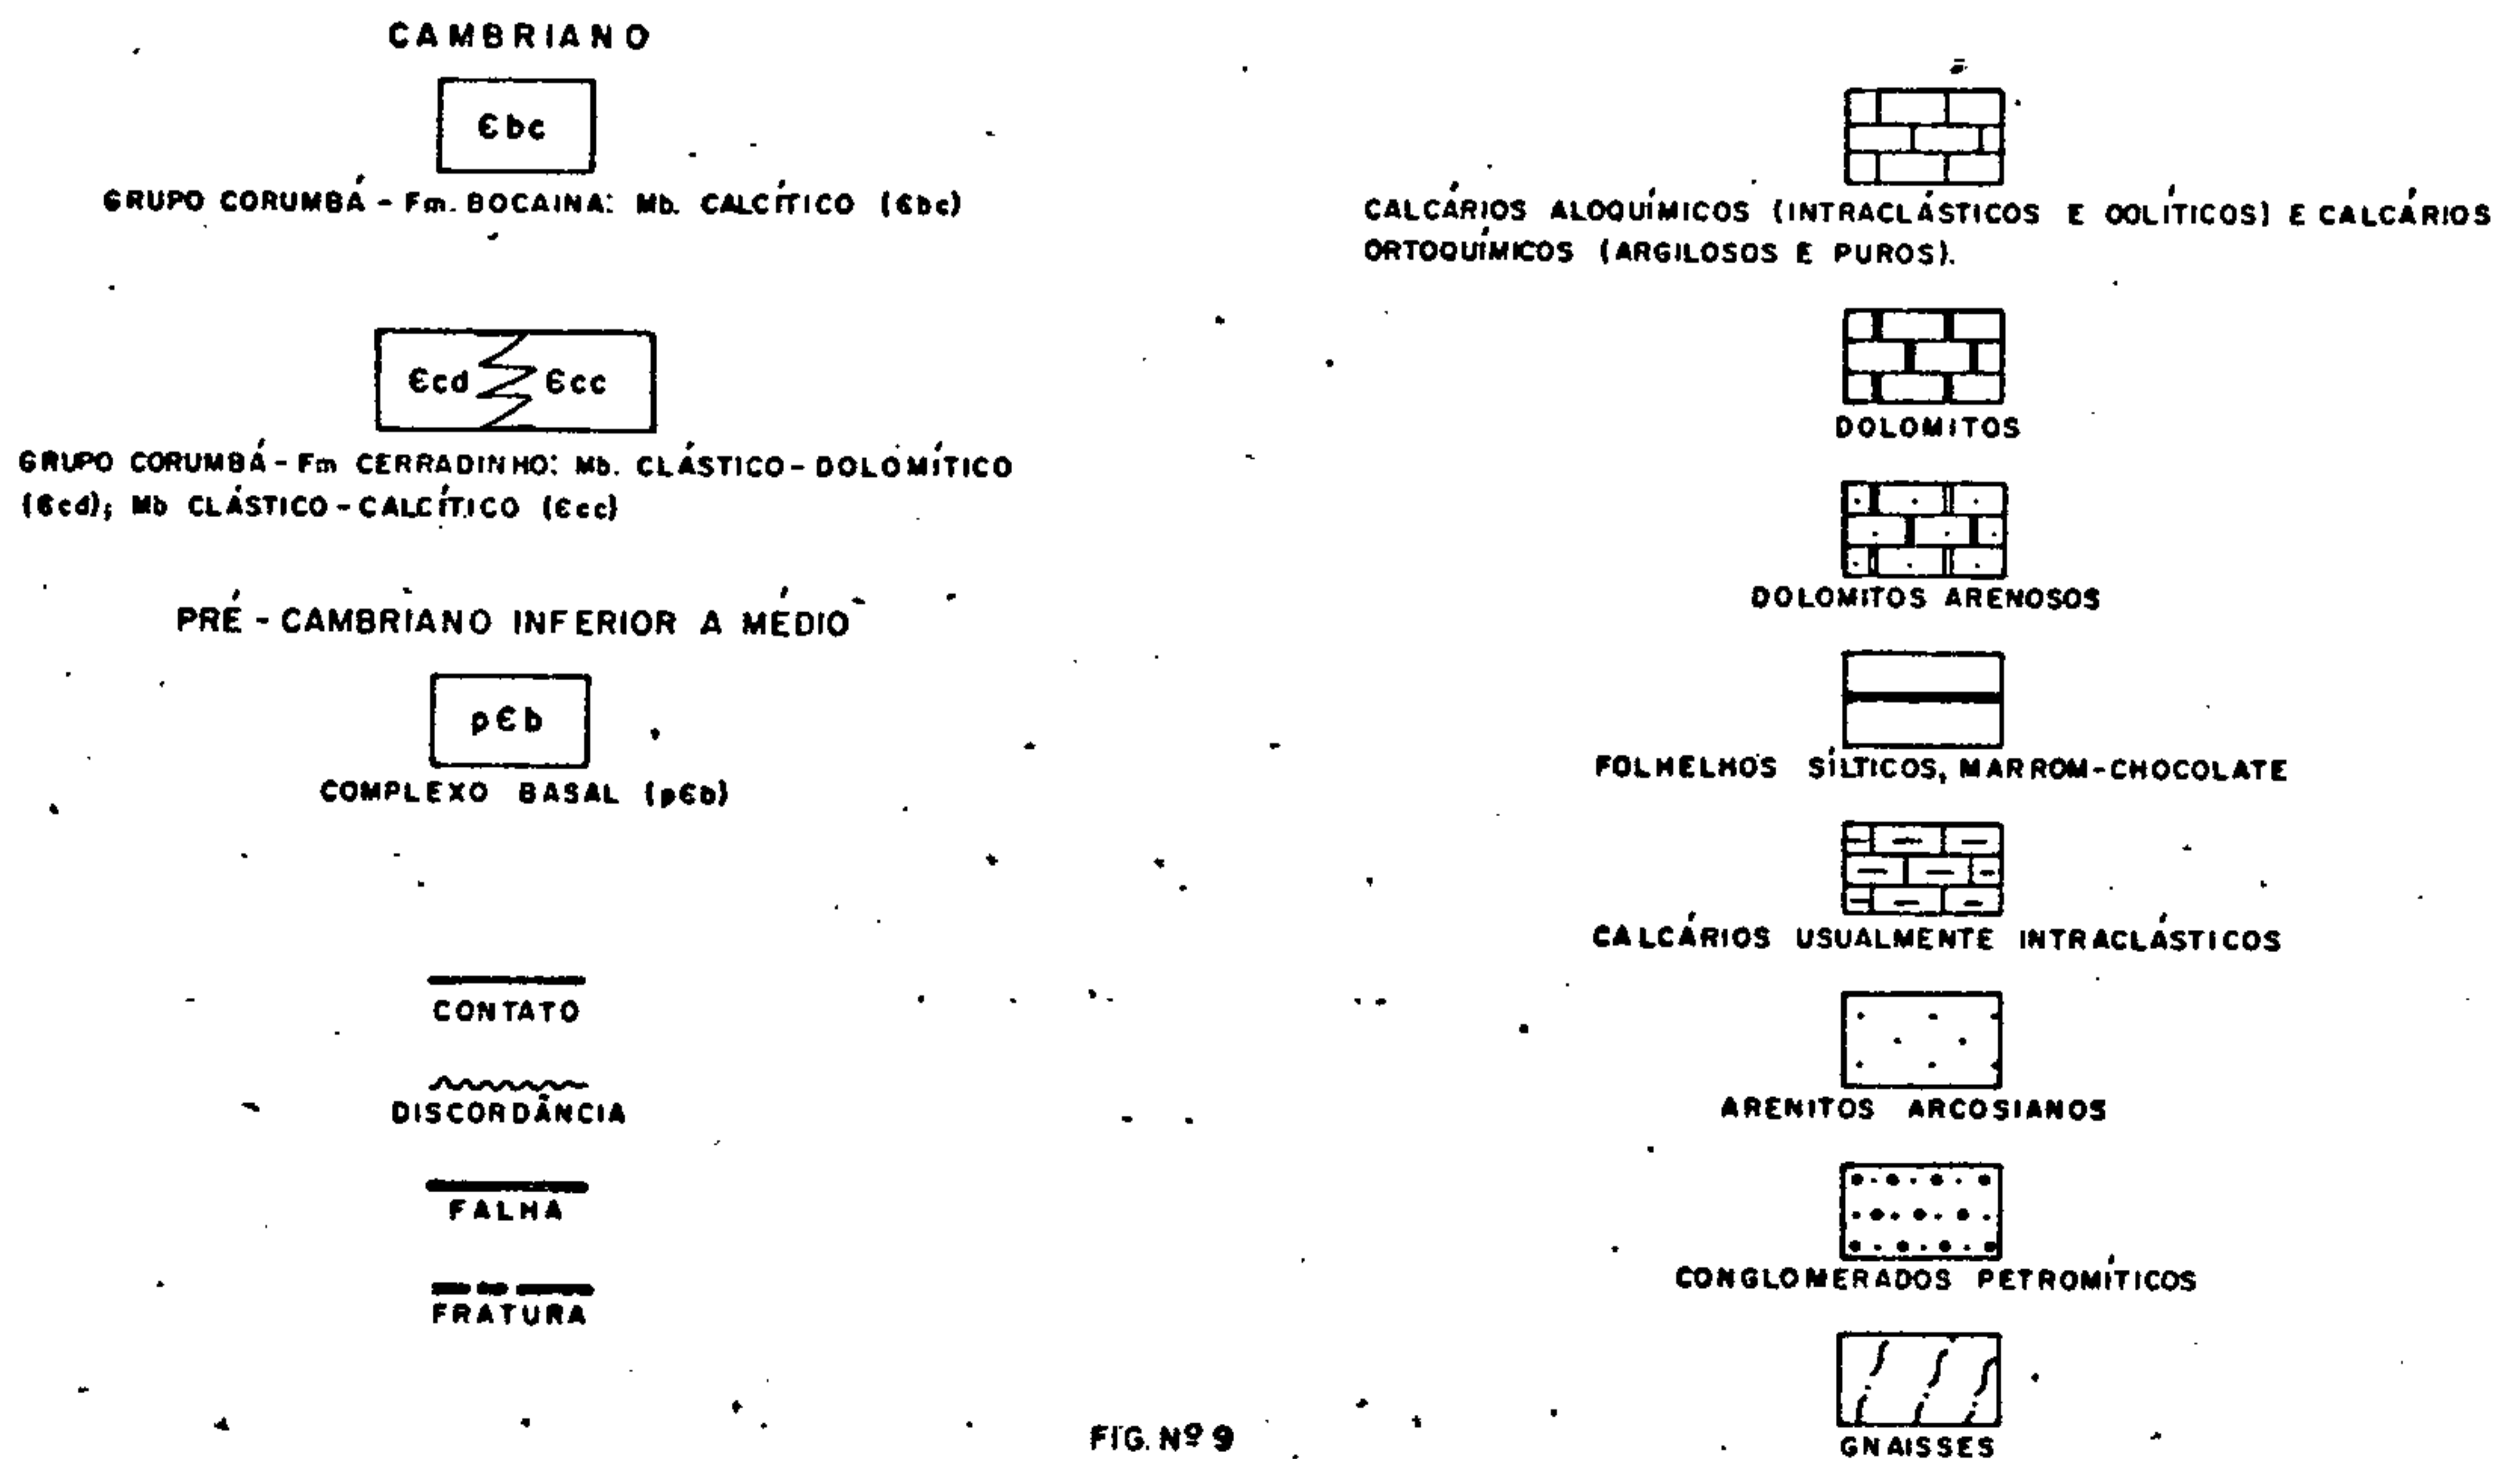 CAMBRIANO
Єbc
GRUPO CORUMBÁ - Fm. BOCAINA: Mb. CALCÍTICO (Єbc)
Єcd Єcc
GRUPO CORUMBÁ - Fm CERRADINHO: Mb. CLÁSTICO - DOLOMÍTICO
(Єcd); Mb CLÁSTICO - CALCÍTICO (Єcc)
PRÉ - CAMBRIANO INFERIOR A MÉDIO
pЄb
COMPLEXO BASAL (pЄb)
CONTATO
DISCORDÂNCIA
FALHA
FRATURA
CALCÁRIOS ALOQUÍMICOS (INTRACLÁSTICOS E OOLÍTICOS) E CALCÁRIOS
ORTOQUÍMICOS (ARGILOSOS E PUROS).
DOLOMITOS
DOLOMITOS ARENOSOS
FOLHELHOS SÍLTICOS, MARROM-CHOCOLATE
CALCÁRIOS USUALMENTE INTRACLÁSTICOS
ARENITOS ARCOSIANOS
CONGLOMERADOS PETROMÍTICOS
GNAISSES
FIG. Nº 9